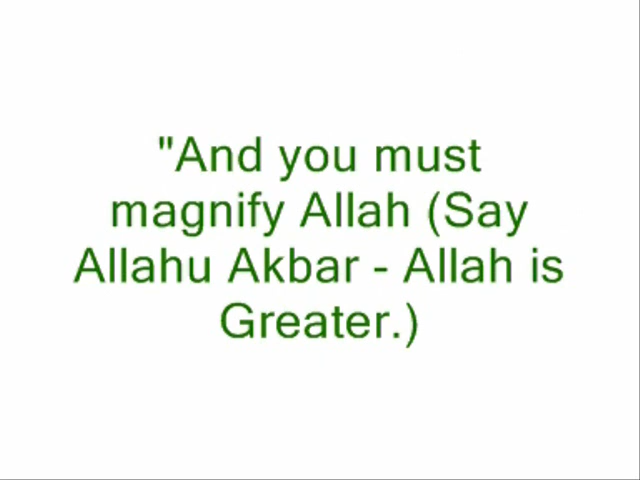 "And you must
magnify Allah (Say
Allahu Akbar - Allah is
Greater.)